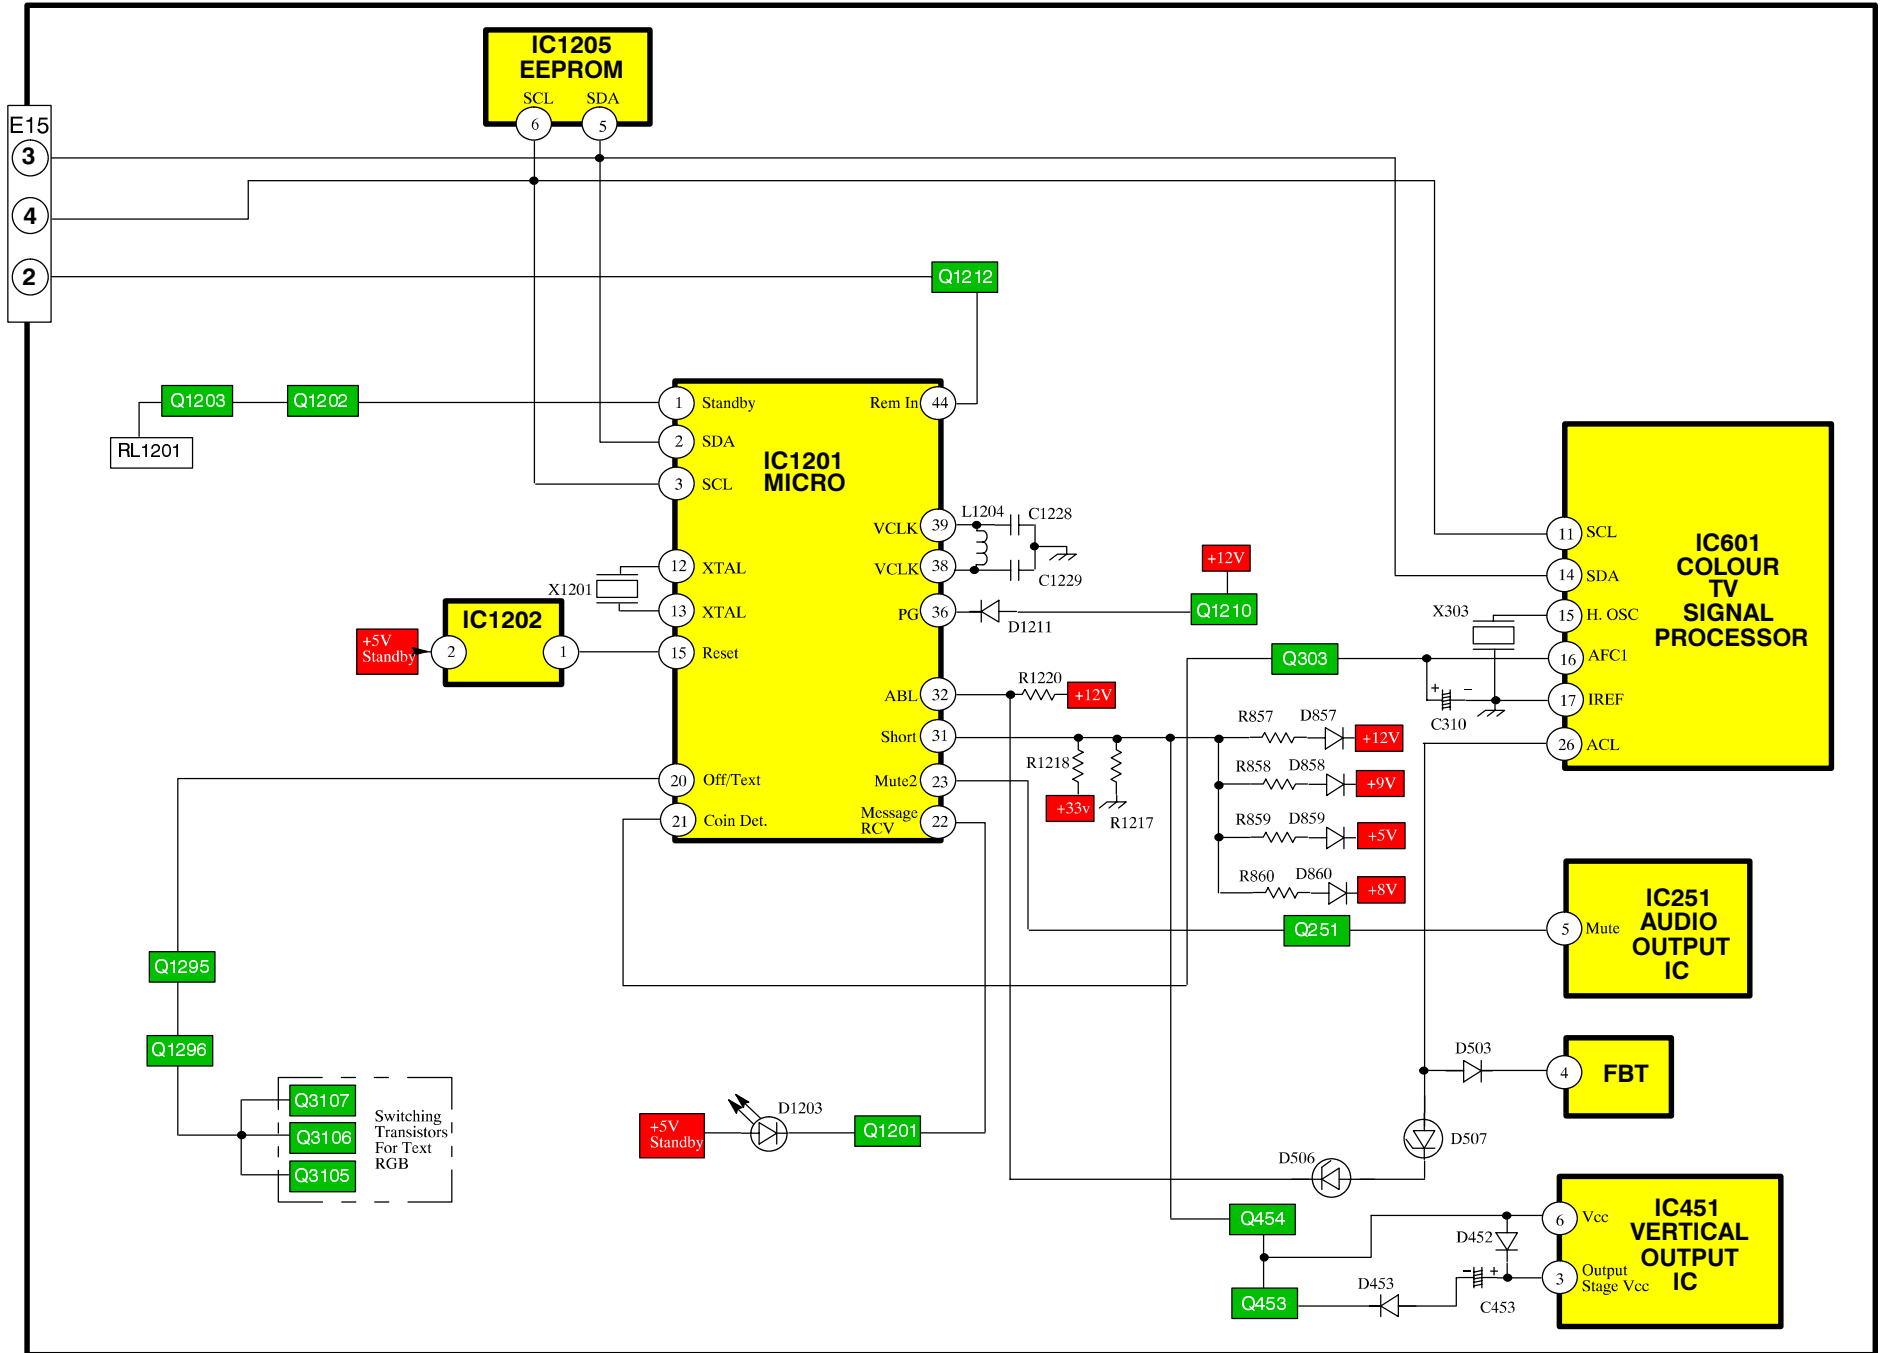 IC1205
EEPROM
SCL SDA
6 5
E15
3
4
2
Q1212
Q1203 Q1202
RL1201
1 Standby Rem In 44
2 SDA
IC1201
MICRO
3 SCL
L1204 C1228
VCLK 39
12 XTAL VCLK 38
C1229
X1201
13 XTAL PG 36
D1211
+12V
Q1210
IC1202
+5V
Standby
2 1
15 Reset
ABL 32
R1220
+12V
Short 31
20 Off/Text Mute2 23
21 Coin Det.
Message
RCV 22
R1218
+33v
R1217
R857 D857
+12V
R858 D858
+9V
R859 D859
+5V
R860 D860
+8V
Q303
C310
+ -
X303
11 SCL
14 SDA
15 H. OSC
16 AFC1
17 IREF
26 ACL
IC601
COLOUR
TV
SIGNAL
PROCESSOR
Q251
5 Mute
IC251
AUDIO
OUTPUT
IC
Q1295
Q1296
Q3107
Q3106
Q3105
Switching
Transistors
For Text
RGB
+5V
Standby
D1203
Q1201
D503
4 FBT
D507
D506
Q454
Q453
D453
D452
- +
C453
6 Vcc
3 Output
Stage Vcc
IC451
VERTICAL
OUTPUT
IC